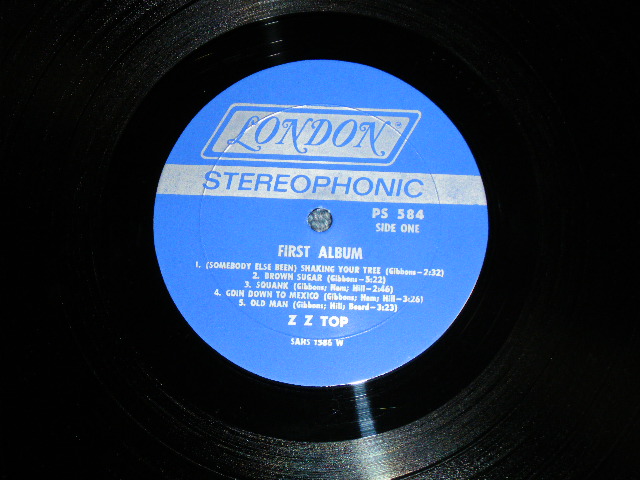 LONDON®
STEREOPHONIC
PS 584
SIDE ONE
FIRST ALBUM
1. (SOMEBODY ELSE BEEN) SHAKING YOUR TREE (Gibbons-2:32)
2. BROWN SUGAR (Gibbons-5:22)
3. SQUANK (Gibbons; Ham; Hill-2:46)
4. GOIN DOWN TO MEXICO (Gibbons; Ham; Hill-3:26)
5. OLD MAN (Gibbons; Hill; Beard-3:23)
Z Z TOP
SAHS 1586 W